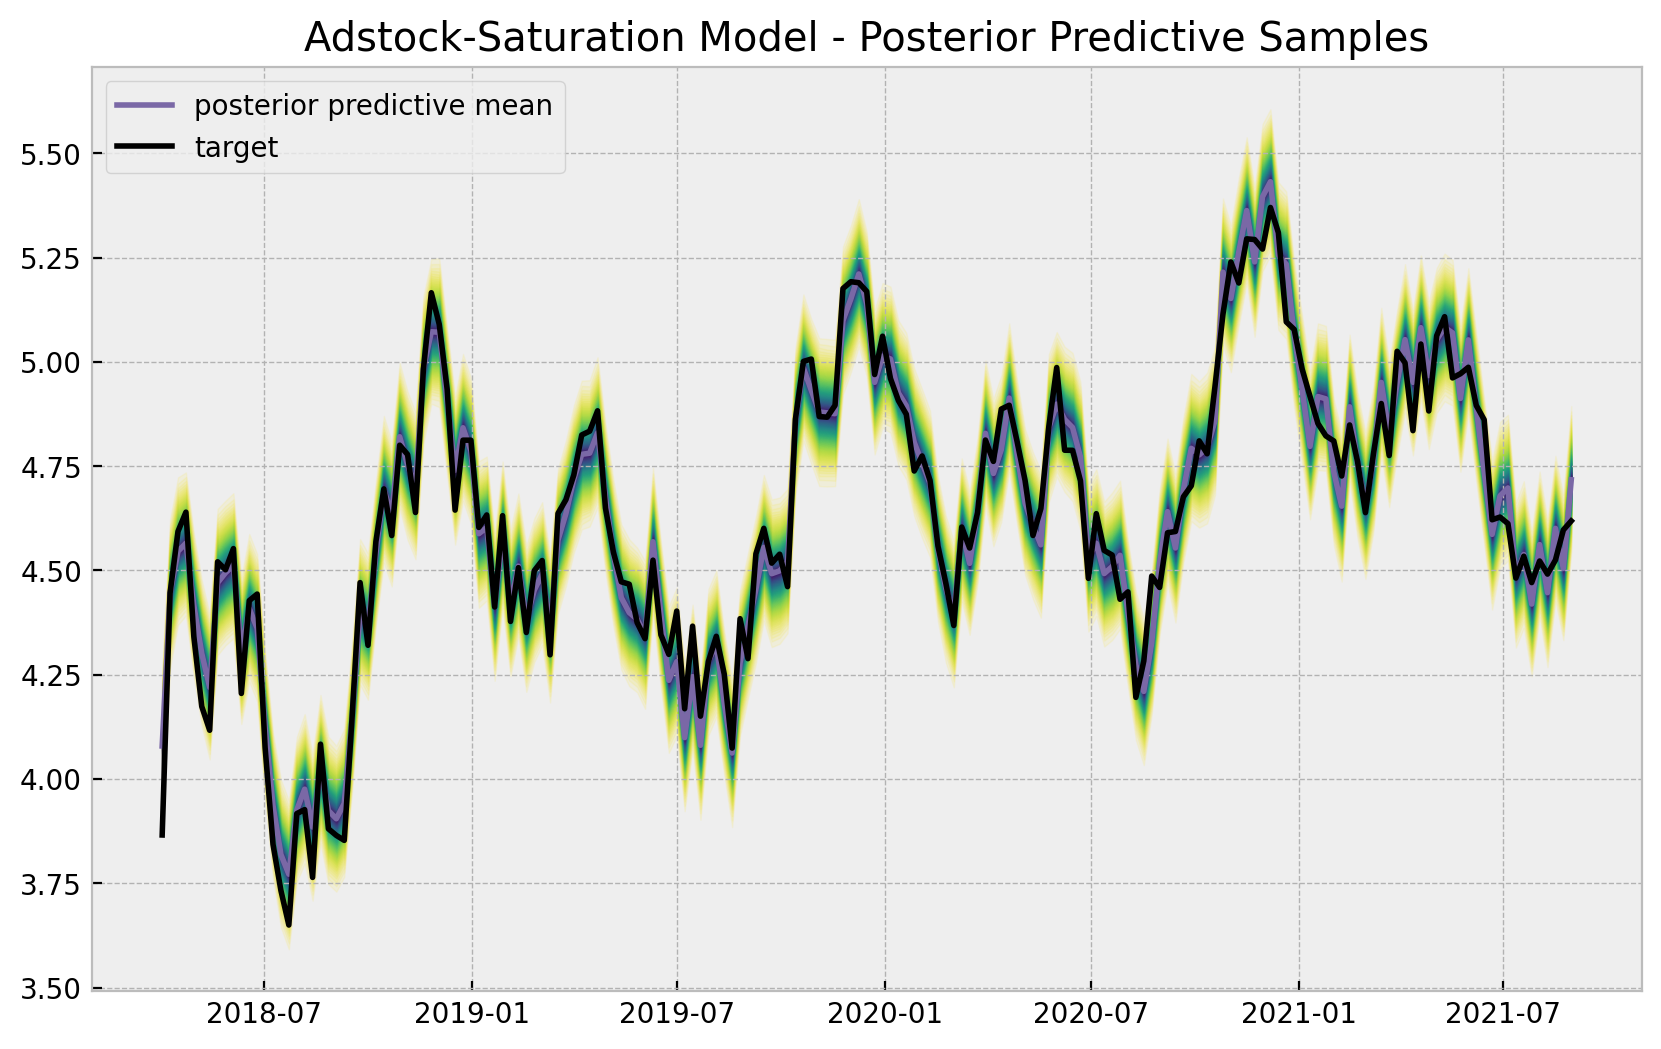 Adstock-Saturation Model - Posterior Predictive Samples
posterior predictive mean
target
5.50
5.25
5.00
4.75
4.50
4.25
4.00
3.75
3.50
2018-07 2019-01 2019-07 2020-01 2020-07 2021-01 2021-07